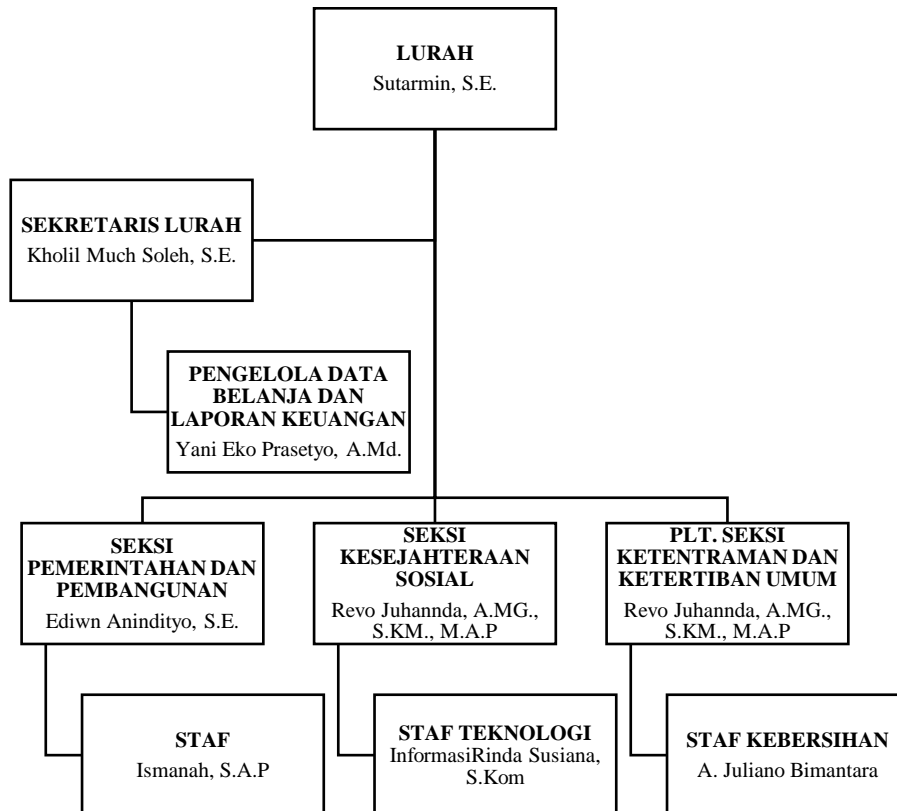 LURAH
Sutarmin, S.E.
SEKRETARIS LURAH
Kholil Much Soleh, S.E.
PENGELOLA DATA
BELANJA DAN
LAPORAN KEUANGAN
Yani Eko Prasetyo, A.Md.
SEKSI
PEMERINTAHAN DAN
PEMBANGUNAN
Ediwn Anindityo, S.E.
SEKSI
KESEJAHTERAAN
SOSIAL
Revo Juhannda, A.MG.,
S.KM., M.A.P
PLT. SEKSI
KETENTRAMAN DAN
KETERTIBAN UMUM
Revo Juhannda, A.MG.,
S.KM., M.A.P
STAF
Ismanah, S.A.P
STAF TEKNOLOGI
InformasiRinda Susiana,
S.Kom
STAF KEBERSIHAN
A. Juliano Bimantara